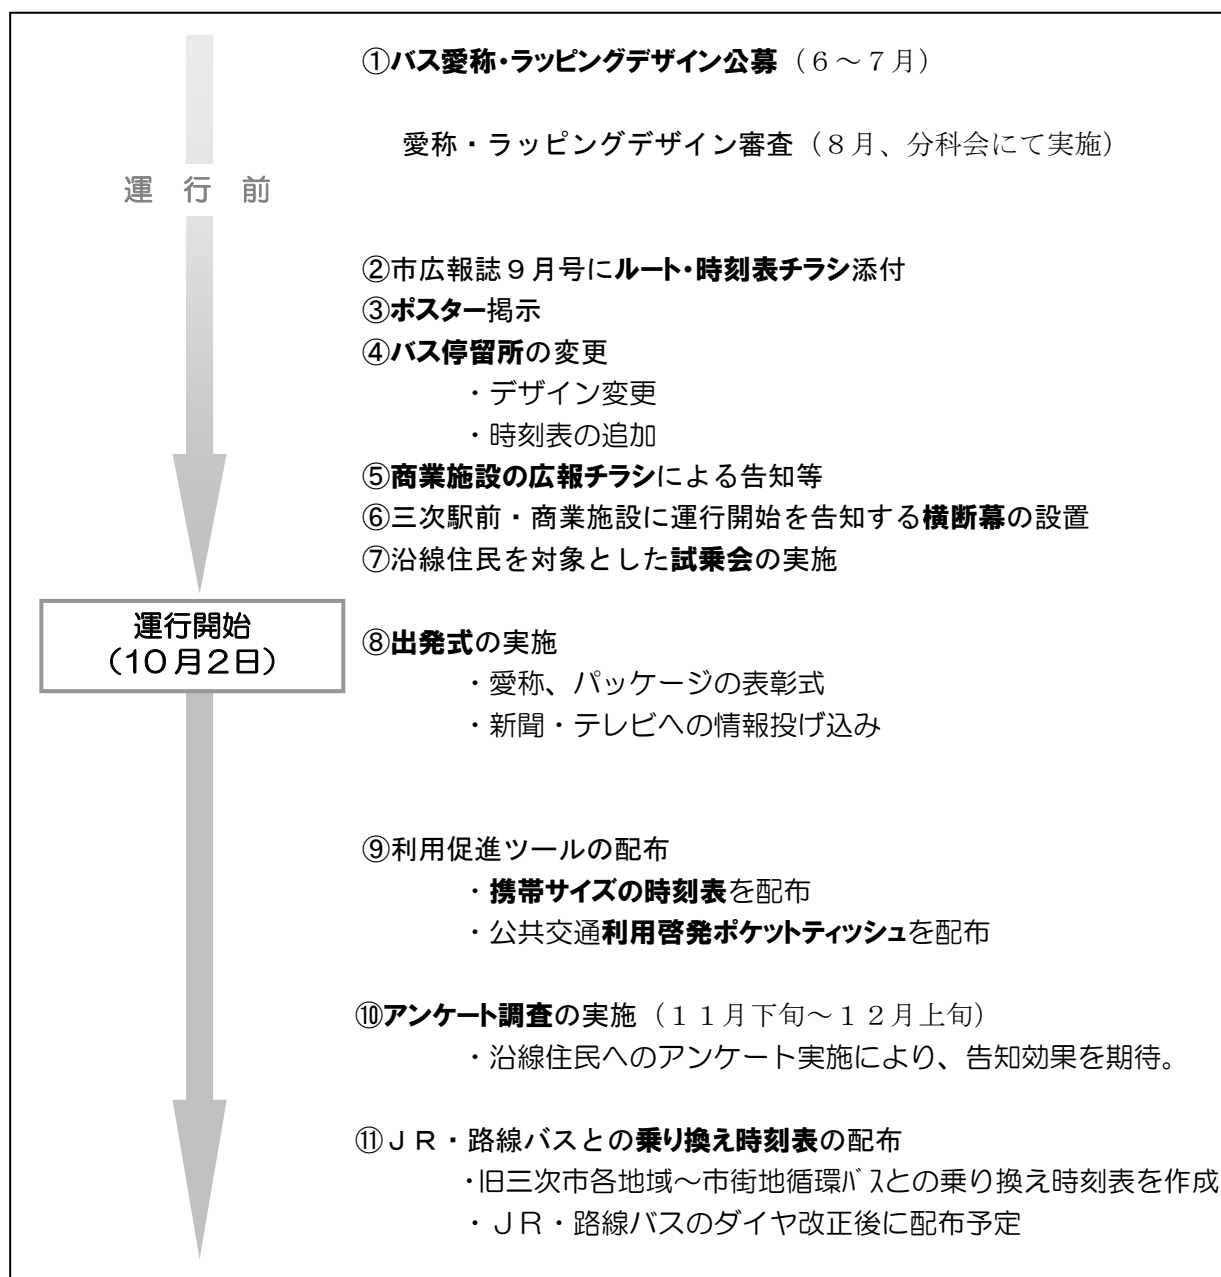 ①バス愛称・ラッピングデザイン公募（６～７月）
愛称・ラッピングデザイン審査（８月、分科会にて実施）
運 行 前
②市広報誌９月号にルート・時刻表チラシ添付
③ポスター掲示
④バス停留所の変更
・デザイン変更
・時刻表の追加
⑤商業施設の広報チラシによる告知等
⑥三次駅前・商業施設に運行開始を告知する横断幕の設置
⑦沿線住民を対象とした試乗会の実施
運行開始
（10月2日）
⑧出発式の実施
・愛称、パッケージの表彰式
・新聞・テレビへの情報投げ込み
⑨利用促進ツールの配布
・携帯サイズの時刻表を配布
・公共交通利用啓発ポケットティッシュを配布
⑩アンケート調査の実施（１１月下旬～１２月上旬）
・沿線住民へのアンケート実施により、告知効果を期待。
⑪ＪＲ・路線バスとの乗り換え時刻表の配布
・旧三次市各地域～市街地循環ﾊﾞｽとの乗り換え時刻表を作成
・ＪＲ・路線バスのダイヤ改正後に配布予定